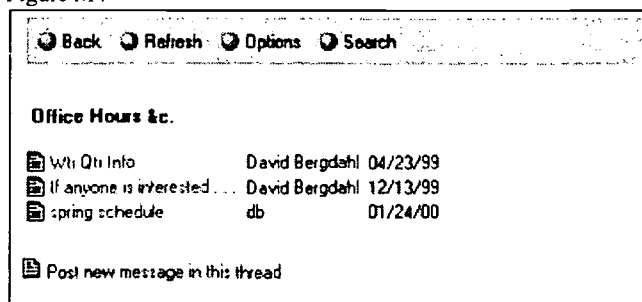 Back Refresh Options Search
Office Hours &c.
Wtr Qtr Info David Bergdahl 04/23/99
If anyone is interested . . . David Bergdahl 12/13/99
spring schedule db 01/24/00
Post new message in this thread